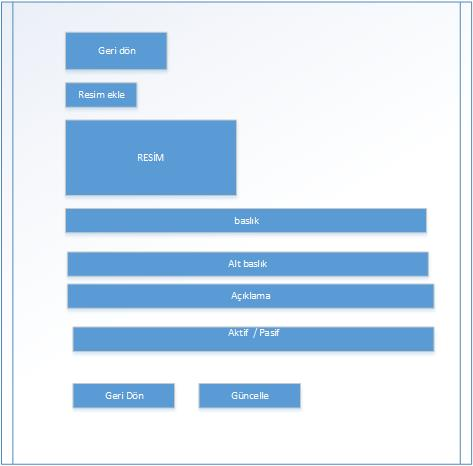 Geri dön
Resim ekle
RESİM
baslık
Alt baslık
Açıklama
Aktif / Pasif
Geri Dön
Güncelle